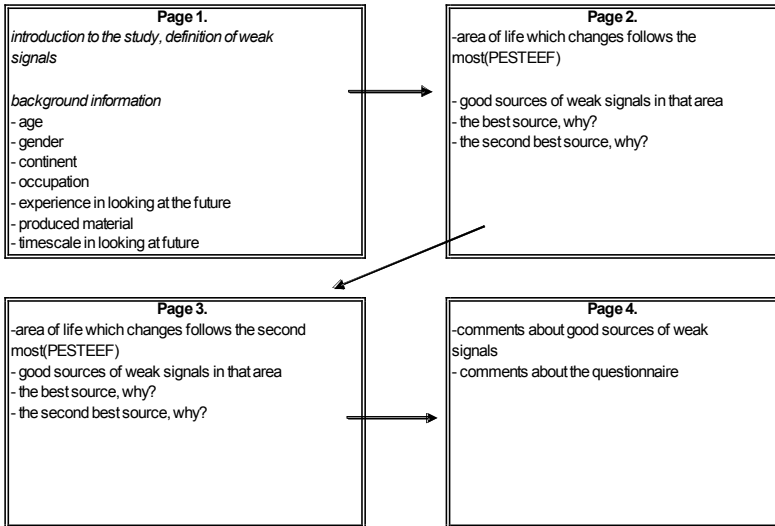 Page 1.
introduction to the study, definition of weak
signals
background information
- age
- gender
- continent
- occupation
- experience in looking at the future
- produced material
- timescale in looking at future
Page 2.
-area of life which changes follows the
most(PESTEEF)
- good sources of weak signals in that area
- the best source, why?
- the second best source, why?
Page 3.
-area of life which changes follows the second
most(PESTEEF)
- good sources of weak signals in that area
- the best source, why?
- the second best source, why?
Page 4.
-comments about good sources of weak
signals
- comments about the questionnaire